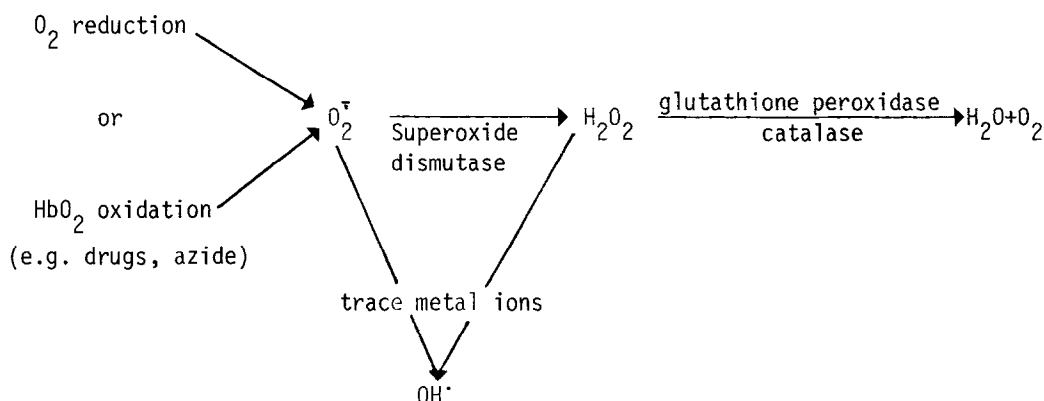 O₂ reduction
or
O₂⁻·
Superoxide
dismutase
H₂O₂
glutathione peroxidase
catalase
H₂O+O₂
HbO₂ oxidation
(e.g. drugs, azide)
trace metal ions
OH·